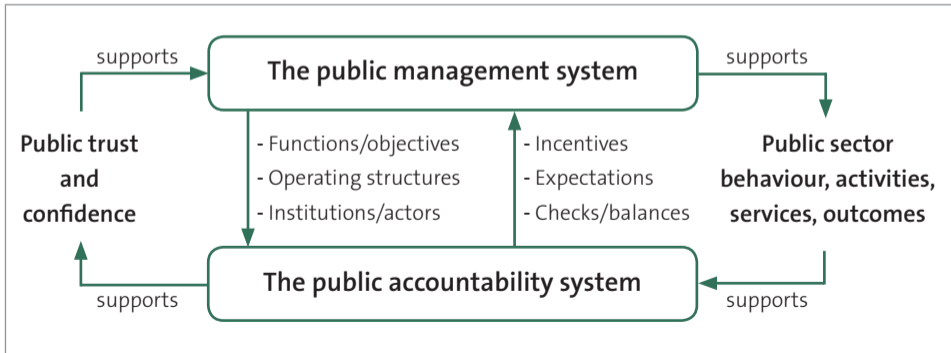 supports
The public management system
supports
Public trust
and
confidence
- Functions/objectives
- Operating structures
- Institutions/actors
- Incentives
- Expectations
- Checks/balances
Public sector
behaviour, activities,
services, outcomes
supports
The public accountability system
supports